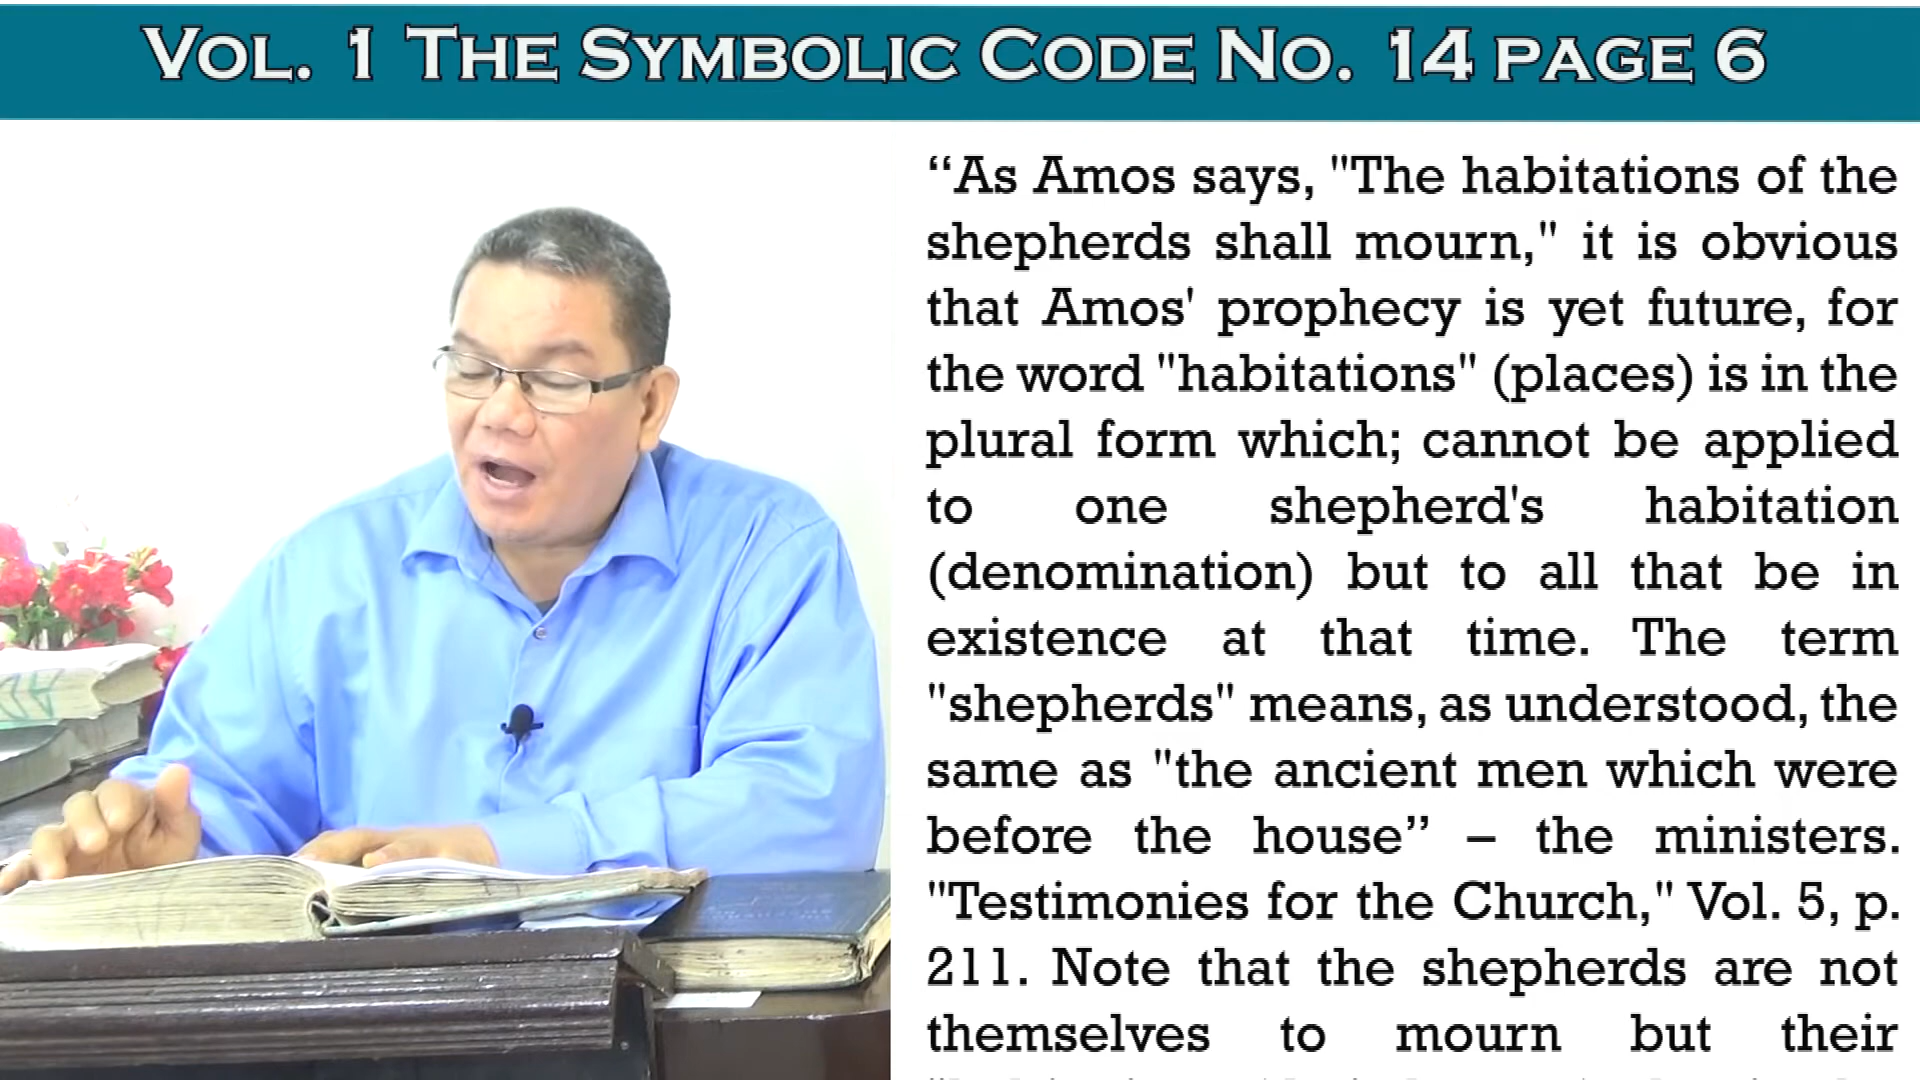 Vol. 1 The Symbolic Code No. 14 page 6
“As Amos says, "The habitations of the
shepherds shall mourn," it is obvious
that Amos' prophecy is yet future, for
the word "habitations" (places) is in the
plural form which; cannot be applied
to one shepherd's habitation
(denomination) but to all that be in
existence at that time. The term
"shepherds" means, as understood, the
same as "the ancient men which were
before the house” – the ministers.
"Testimonies for the Church," Vol. 5, p.
211. Note that the shepherds are not
themselves to mourn but their